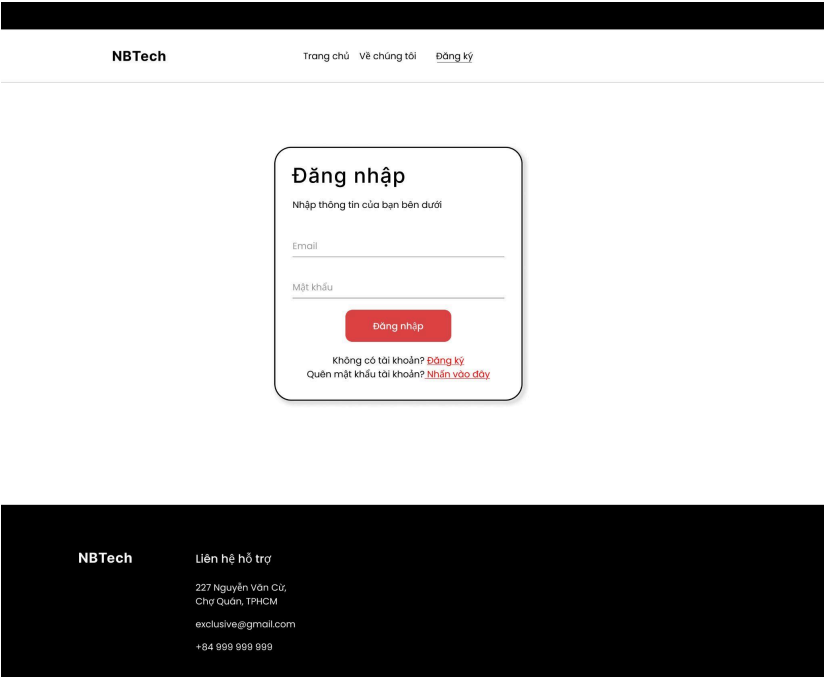 NBTech
Trang chủ Về chúng tôi Đăng ký
Đăng nhập
Nhập thông tin của bạn bên dưới
Email
Mật khẩu
Đăng nhập
Không có tài khoản? Đăng ký
Quên mật khẩu tài khoản? Nhấn vào đây
NBTech
Liên hệ hỗ trợ
227 Nguyễn Văn Cừ,
Chợ Quán, TPHCM
exclusive@gmail.com
+84 999 999 999